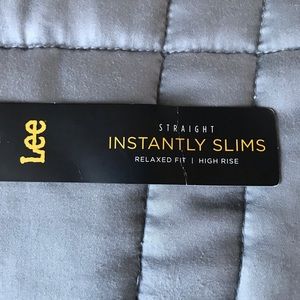 Lee
STRAIGHT
INSTANTLY SLIMS
RELAXED FIT | HIGH RISE